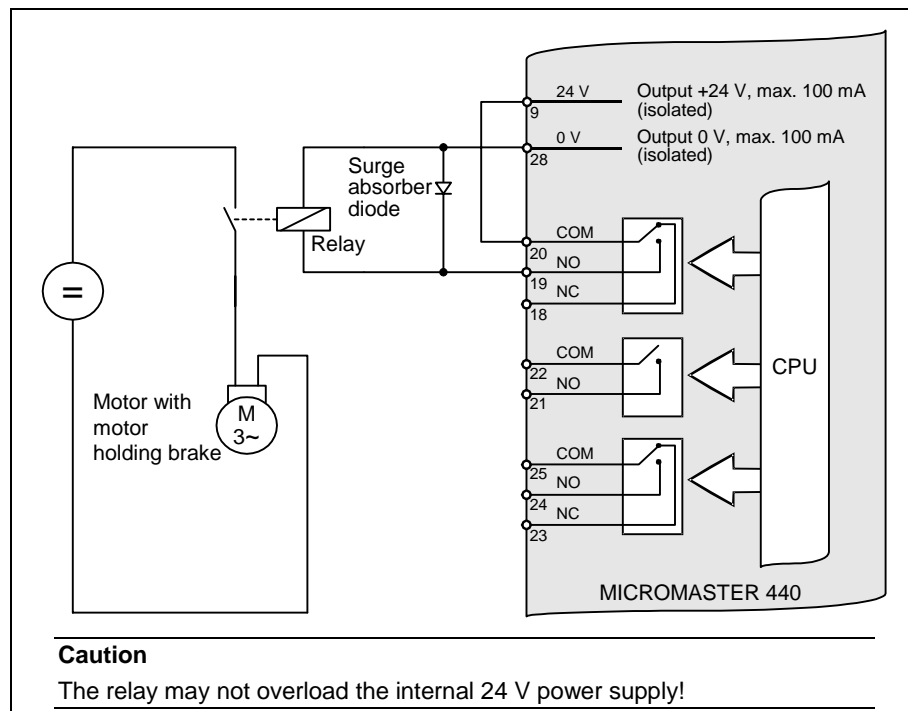 24 V
Output +24 V, max. 100 mA
(isolated)
9
0 V
Output 0 V, max. 100 mA
(isolated)
28
Surge
absorber
diode
Relay
COM
20
NO
19
NC
18
=
COM
22
NO
21
CPU
Motor with
motor
holding brake
M
3~
COM
25
NO
24
NC
23
MICROMASTER 440
Caution
The relay may not overload the internal 24 V power supply!